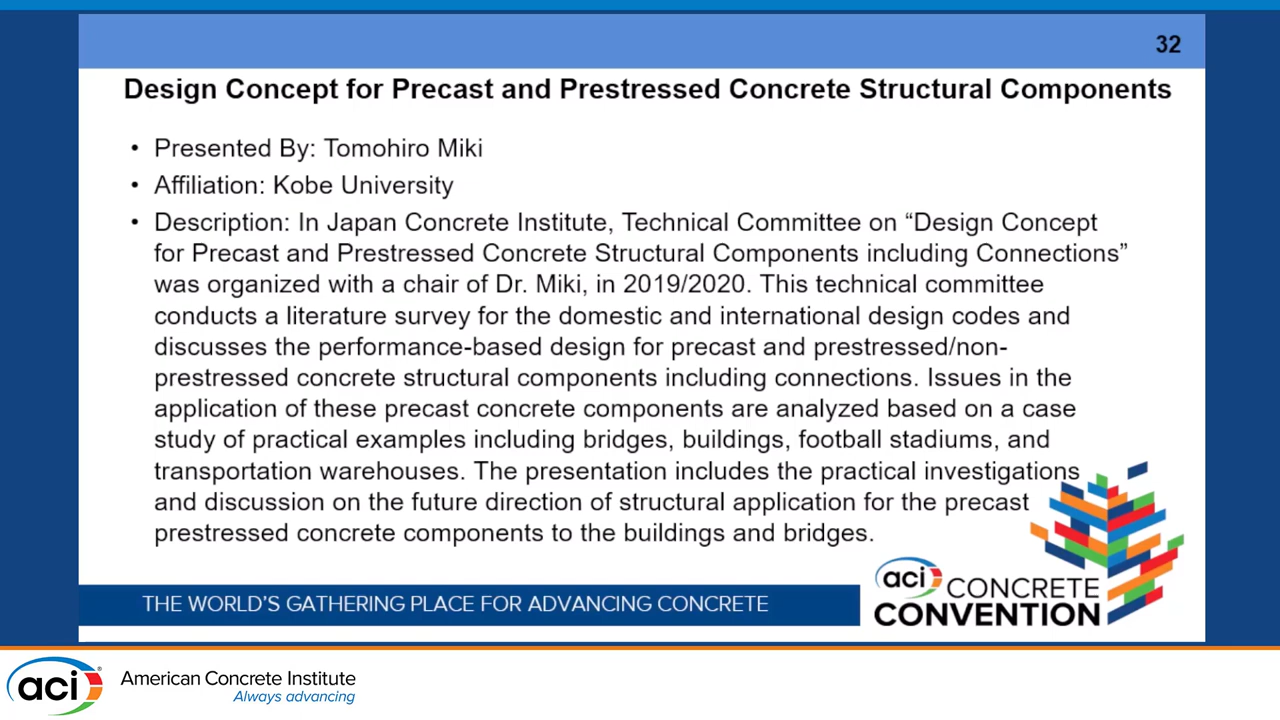 32
Design Concept for Precast and Prestressed Concrete Structural Components
• Presented By: Tomohiro Miki
• Affiliation: Kobe University
• Description: In Japan Concrete Institute, Technical Committee on “Design Concept
for Precast and Prestressed Concrete Structural Components including Connections”
was organized with a chair of Dr. Miki, in 2019/2020. This technical committee
conducts a literature survey for the domestic and international design codes and
discusses the performance-based design for precast and prestressed/non-
prestressed concrete structural components including connections. Issues in the
application of these precast concrete components are analyzed based on a case
study of practical examples including bridges, buildings, football stadiums, and
transportation warehouses. The presentation includes the practical investigations
and discussion on the future direction of structural application for the precast
prestressed concrete components to the buildings and bridges.
THE WORLD'S GATHERING PLACE FOR ADVANCING CONCRETE
aci CONCRETE
CONVENTION
aci®
American Concrete Institute
Always advancing